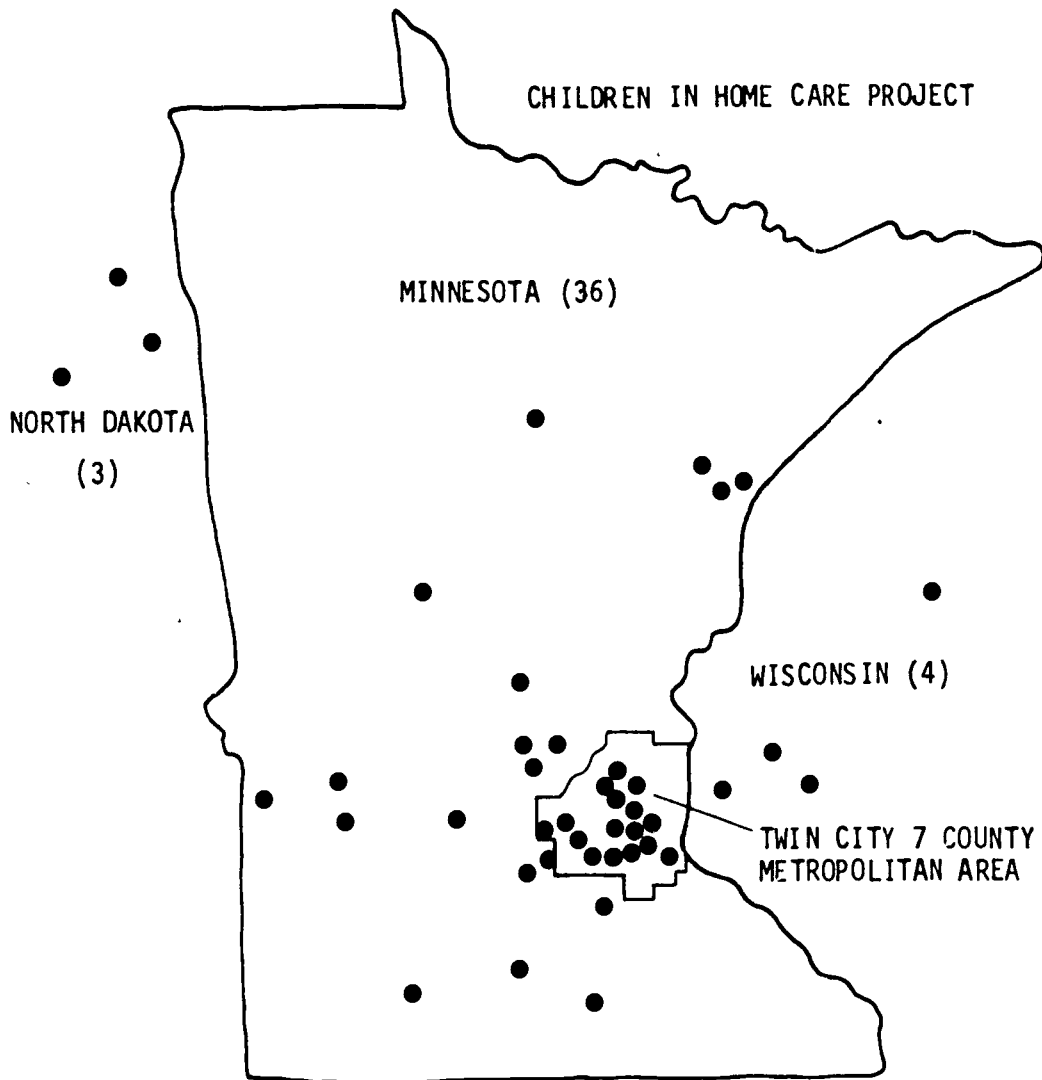 CHILDREN IN HOME CARE PROJECT
MINNESOTA (36)
NORTH DAKOTA
(3)
WISCONSIN (4)
TWIN CITY 7 COUNTY
METROPOLITAN AREA